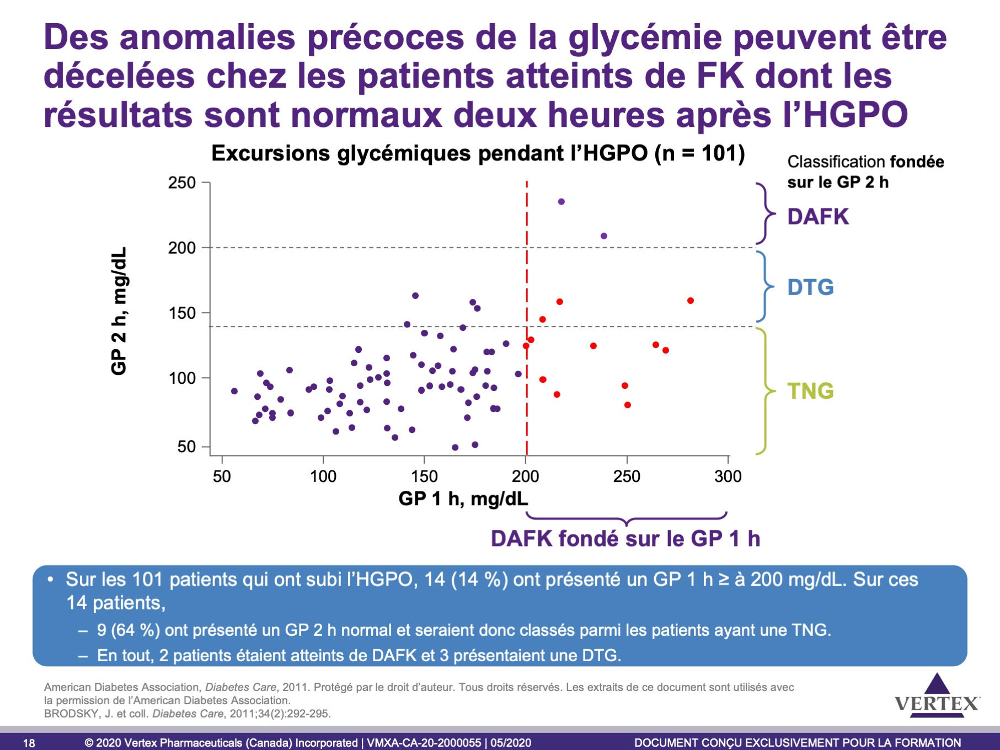 Des anomalies précoces de la glycémie peuvent être
décelées chez les patients atteints de FK dont les
résultats sont normaux deux heures après l’HGPO
Excursions glycémiques pendant l’HGPO (n = 101)
Classification fondée
sur le GP 2 h
250
200
150
100
50
GP 2 h, mg/dL
DAFK
DTG
TNG
50 100 150 200 250 300
GP 1 h, mg/dL
DAFK fondé sur le GP 1 h
• Sur les 101 patients qui ont subi l’HGPO, 14 (14 %) ont présenté un GP 1 h ≥ à 200 mg/dL. Sur ces
14 patients,
– 9 (64 %) ont présenté un GP 2 h normal et seraient donc classés parmi les patients ayant une TNG.
– En tout, 2 patients étaient atteints de DAFK et 3 présentaient une DTG.
American Diabetes Association, Diabetes Care, 2011. Protégé par le droit d’auteur. Tous droits réservés. Les extraits de ce document sont utilisés avec
la permission de l’American Diabetes Association.
BRODSKY, J. et coll. Diabetes Care, 2011;34(2):292-295.
VERTEX
18 © 2020 Vertex Pharmaceuticals (Canada) Incorporated | VMXA-CA-20-2000055 | 05/2020 DOCUMENT CONÇU EXCLUSIVEMENT POUR LA FORMATION